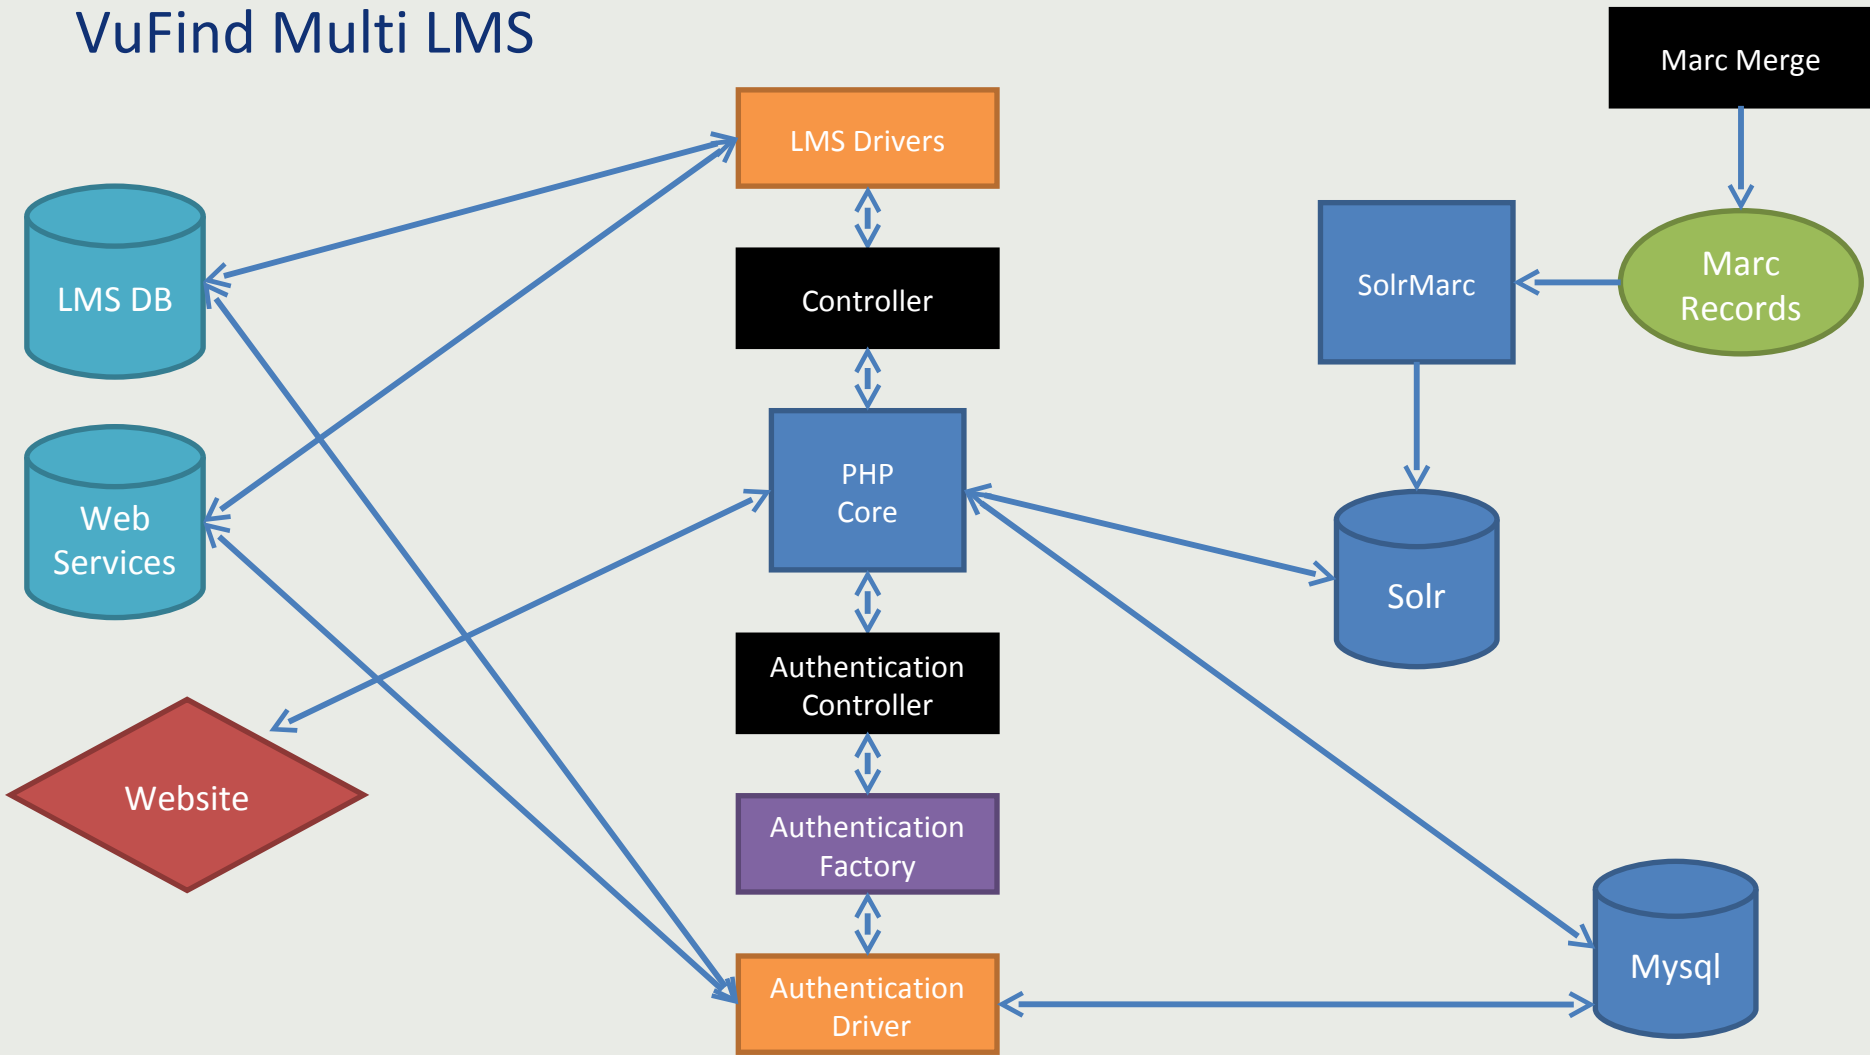 VuFind Multi LMS
Marc Merge
LMS Drivers
LMS DB
Controller
SolrMarc
Marc
Records
Web
Services
PHP
Core
Solr
Authentication
Controller
Website
Authentication
Factory
Authentication
Driver
Mysql